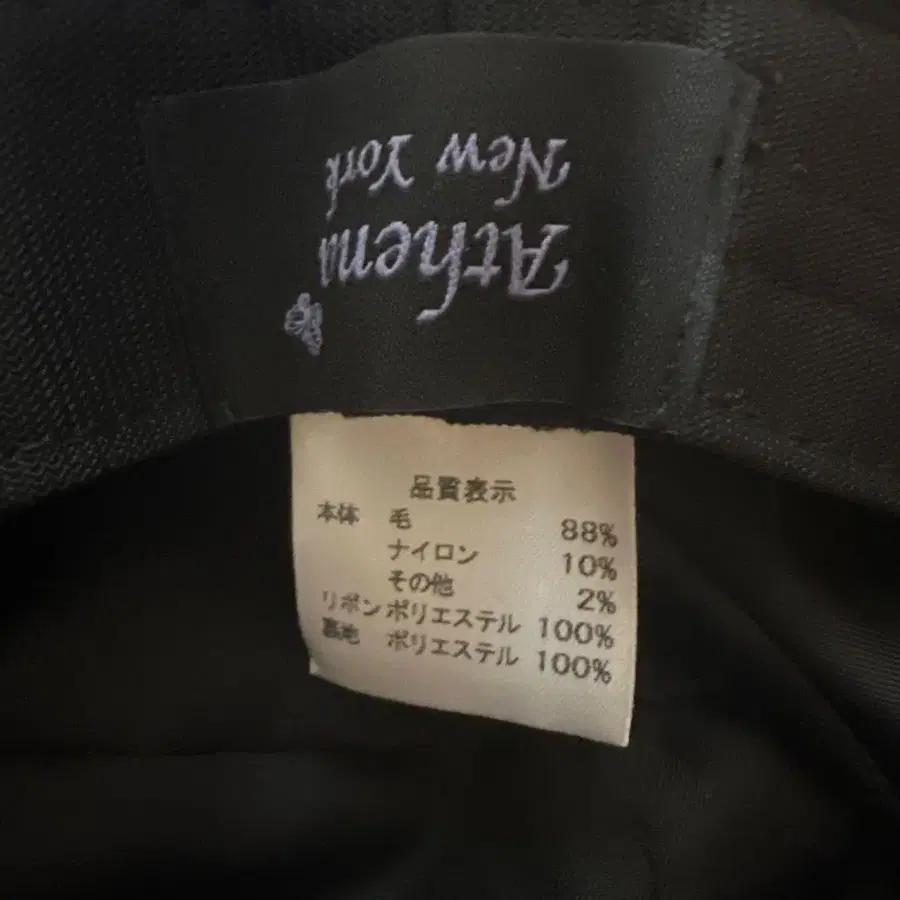 Athena
New York
品質表示
本体 毛 88%
ナイロン 10%
その他 2%
リボン ポリエステル 100%
裏地 ポリエステル 100%